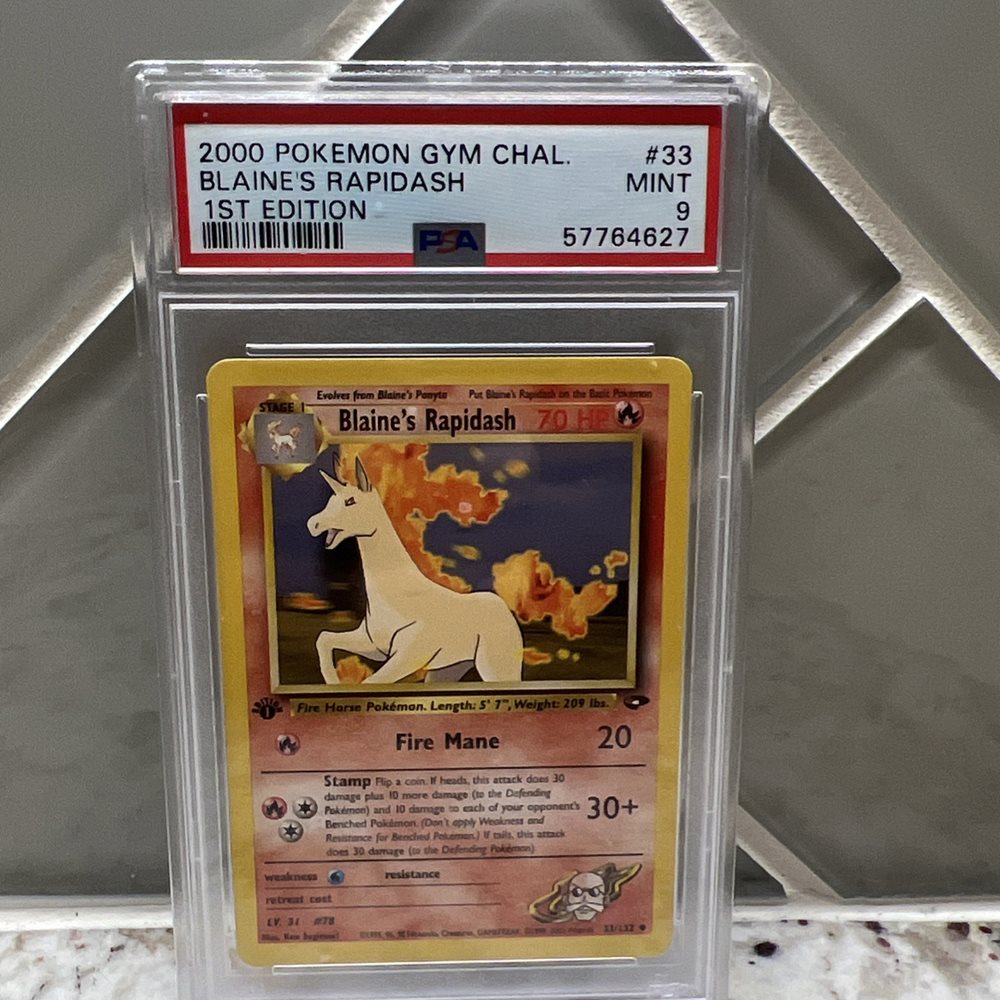 2000 POKEMON GYM CHAL. #33
BLAINE'S RAPIDASH MINT
1ST EDITION 9
PSA 57764627
Evolves from Blaine's Ponyta Put Blaine's Rapidash on the Basic Pokémon
STAGE 1
Blaine's Rapidash 70 HP
EDITION 1
Fire Horse Pokémon. Length: 5' 7", Weight: 209 lbs.
Fire Mane 20
Stamp Flip a coin. If heads, this attack does 30
damage plus 10 more damage (to the Defending
Pokémon) and 10 damage to each of your opponent's
Benched Pokémon. (Don't apply Weakness and
Resistance for Benched Pokémon.) If tails, this attack
does 30 damage (to the Defending Pokémon).
30+
weakness resistance
retreat cost
LV. 31 #78
Illus. Ken Sugimori
33/132